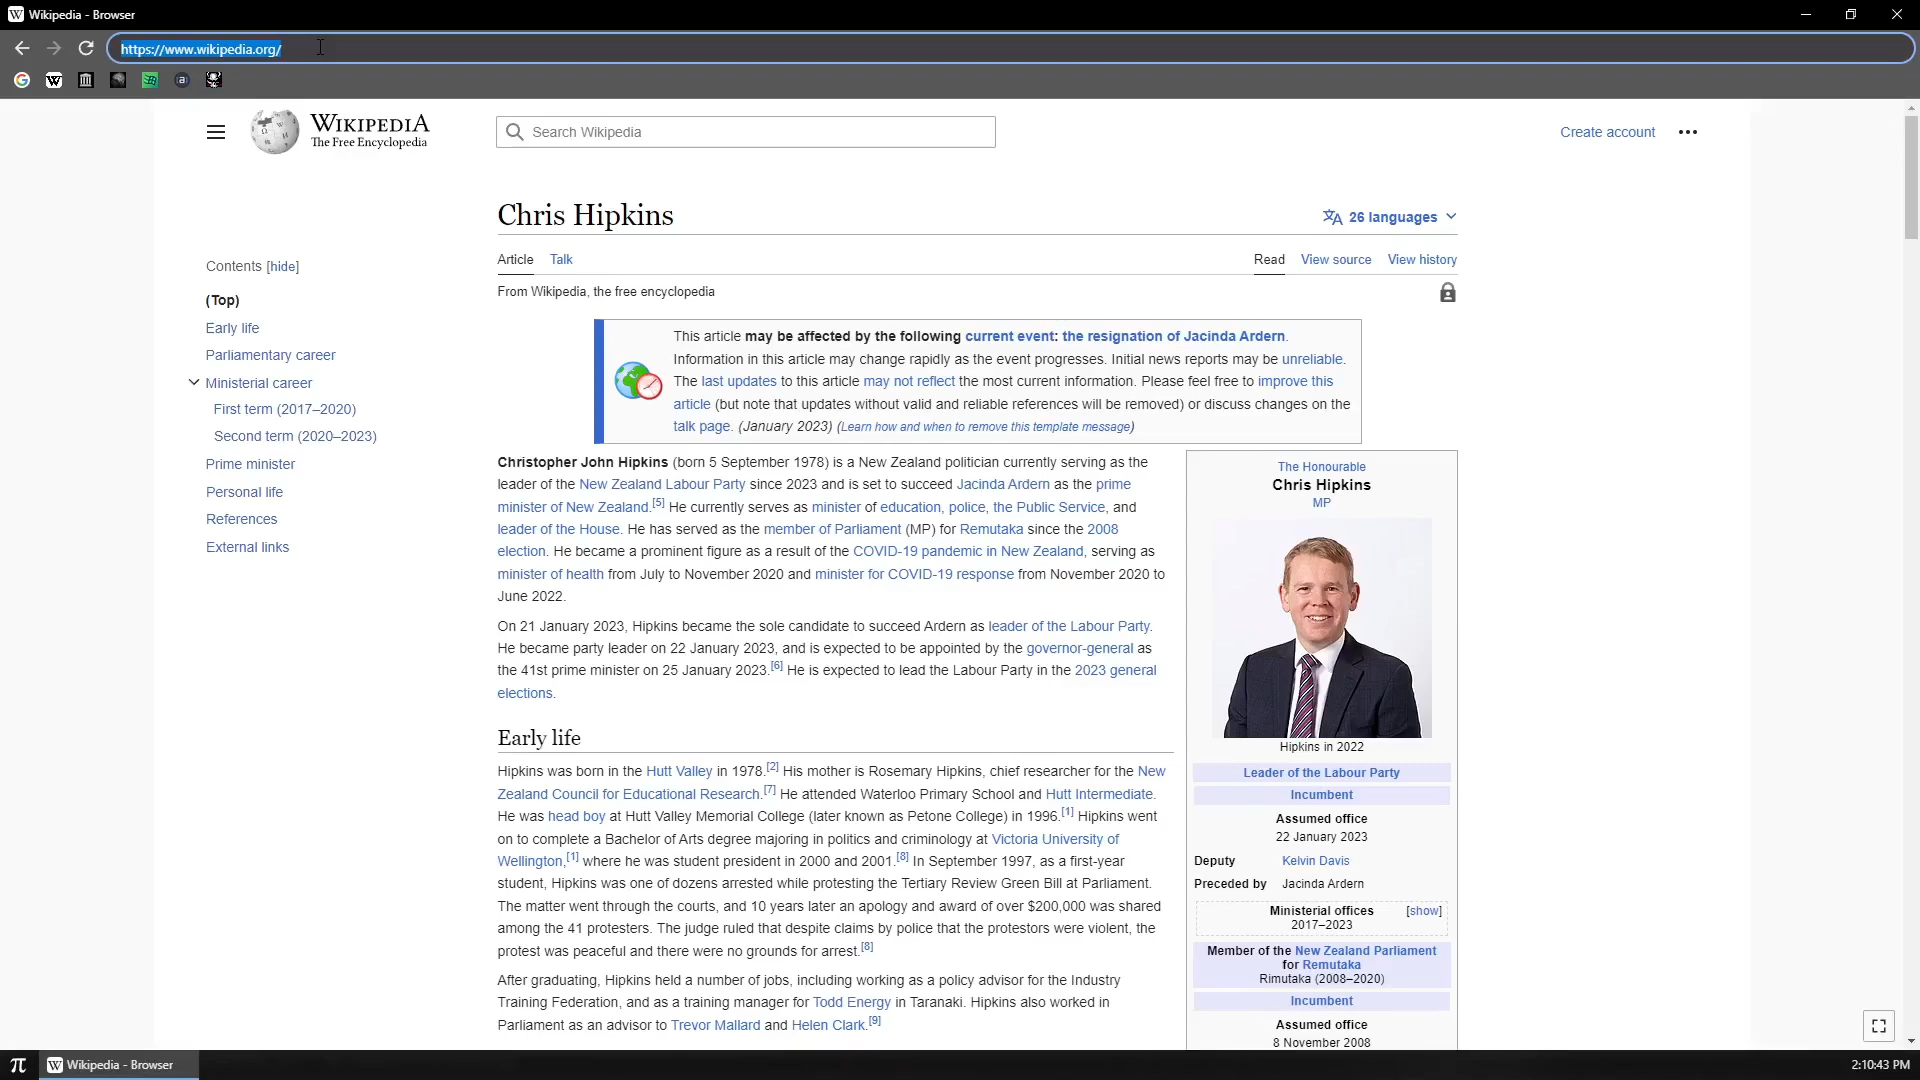 Wikipedia - Browser
https://www.wikipedia.org/
WIKIPEDIA
The Free Encyclopedia
Search Wikipedia
Create account
Chris Hipkins
26 languages
Article Talk Read View source View history
From Wikipedia, the free encyclopedia
Contents [hide]
(Top)
Early life
Parliamentary career
Ministerial career
First term (2017–2020)
Second term (2020–2023)
Prime minister
Personal life
References
External links
This article may be affected by the following current event: the resignation of Jacinda Ardern.
Information in this article may change rapidly as the event progresses. Initial news reports may be unreliable.
The last updates to this article may not reflect the most current information. Please feel free to improve this
article (but note that updates without valid and reliable references will be removed) or discuss changes on the
talk page. (January 2023) (Learn how and when to remove this template message)
Christopher John Hipkins (born 5 September 1978) is a New Zealand politician currently serving as the
leader of the New Zealand Labour Party since 2023 and is set to succeed Jacinda Ardern as the prime
minister of New Zealand.[5] He currently serves as minister of education, police, the Public Service, and
leader of the House. He has served as the member of Parliament (MP) for Remutaka since the 2008
election. He became a prominent figure as a result of the COVID-19 pandemic in New Zealand, serving as
minister of health from July to November 2020 and minister for COVID-19 response from November 2020 to
June 2022.
On 21 January 2023, Hipkins became the sole candidate to succeed Ardern as leader of the Labour Party.
He became party leader on 22 January 2023, and is expected to be appointed by the governor-general as
the 41st prime minister on 25 January 2023.[6] He is expected to lead the Labour Party in the 2023 general
elections.
Early life
Hipkins was born in the Hutt Valley in 1978.[2] His mother is Rosemary Hipkins, chief researcher for the New
Zealand Council for Educational Research.[7] He attended Waterloo Primary School and Hutt Intermediate.
He was head boy at Hutt Valley Memorial College (later known as Petone College) in 1996.[1] Hipkins went
on to complete a Bachelor of Arts degree majoring in politics and criminology at Victoria University of
Wellington,[1] where he was student president in 2000 and 2001.[8] In September 1997, as a first-year
student, Hipkins was one of dozens arrested while protesting the Tertiary Review Green Bill at Parliament.
The matter went through the courts, and 10 years later an apology and award of over $200,000 was shared
among the 41 protesters. The judge ruled that despite claims by police that the protestors were violent, the
protest was peaceful and there were no grounds for arrest.[8]
After graduating, Hipkins held a number of jobs, including working as a policy advisor for the Industry
Training Federation, and as a training manager for Todd Energy in Taranaki. Hipkins also worked in
Parliament as an advisor to Trevor Mallard and Helen Clark.[9]
The Honourable
Chris Hipkins
MP
Hipkins in 2022
Leader of the Labour Party
Incumbent
Assumed office
22 January 2023
Deputy Kelvin Davis
Preceded by Jacinda Ardern
Ministerial offices [show]
2017–2023
Member of the New Zealand Parliament
for Remutaka
Rimutaka (2008–2020)
Incumbent
Assumed office
8 November 2008
Wikipedia - Browser
2:10:43 PM